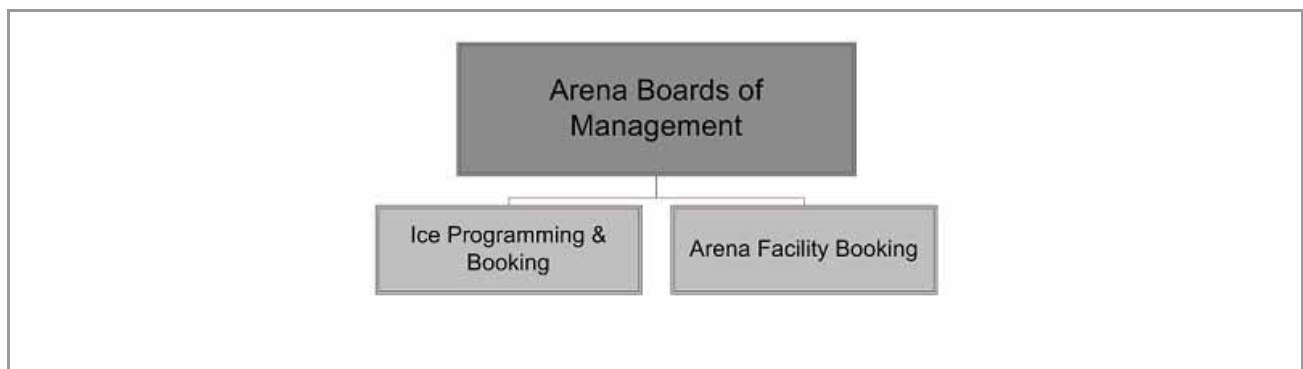 Arena Boards of
Management
Ice Programming &
Booking
Arena Facility Booking